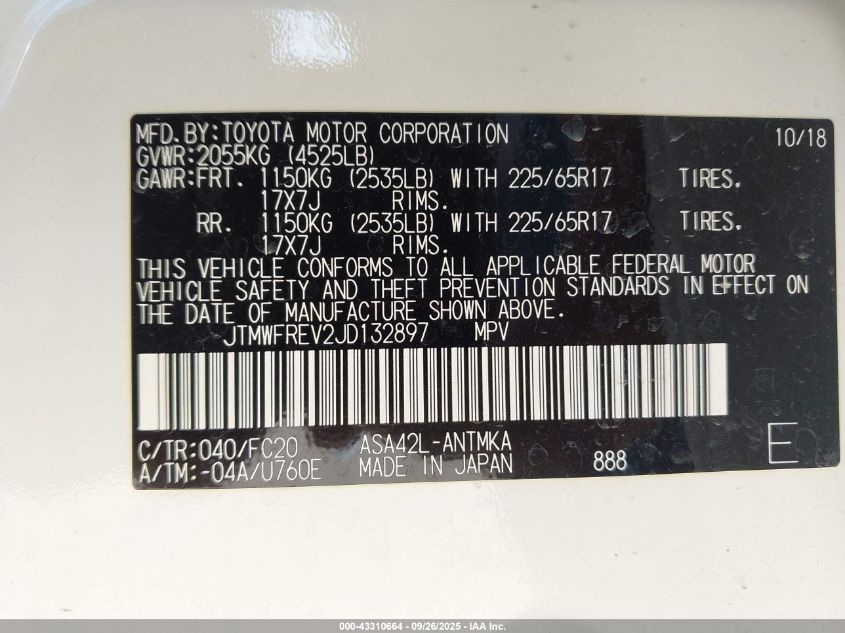 MFD. BY: TOYOTA MOTOR CORPORATION 10/18
GVWR: 2055KG (4525LB)
GAWR: FRT. 1150KG (2535LB) WITH 225/65R17 TIRES.
17X7J RIMS.
RR. 1150KG (2535LB) WITH 225/65R17 TIRES.
17X7J RIMS.
THIS VEHICLE CONFORMS TO ALL APPLICABLE FEDERAL MOTOR
VEHICLE SAFETY AND THEFT PREVENTION STANDARDS IN EFFECT ON
THE DATE OF MANUFACTURE SHOWN ABOVE.
JTMWFREV2JD132897 MPV
C/TR: 040/FC20 ASA42L-ANTMKA
A/TM: -04A/U760E MADE IN JAPAN 888 E
000-43310664 - 09/26/2025 - IAA Inc.